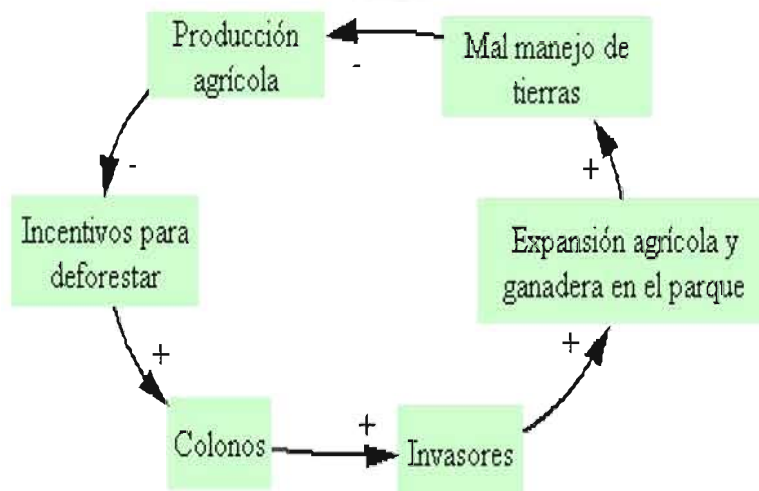 Producción
agrícola
-
Mal manejo de
tierras
-
+
Incentivos para
deforestar
Expansión agrícola y
ganadera en el parque
+
+
Colonos
+
Invasores